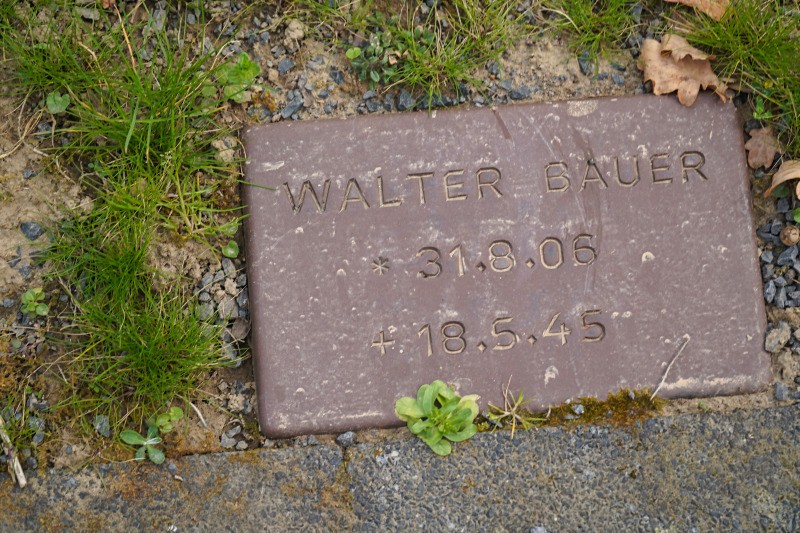 WALTER BAUER
* 31.8.06
+ 18.5.45